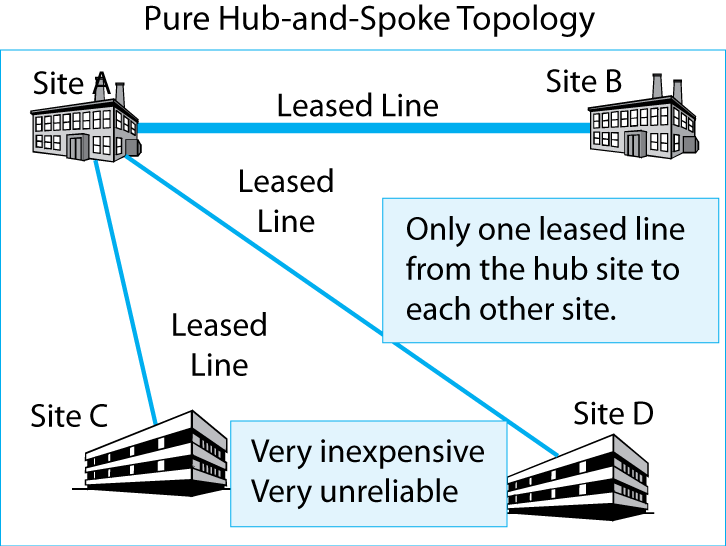 Pure Hub-and-Spoke Topology
Site A
Site B
Leased Line
Leased
Line
Only one leased line
from the hub site to
each other site.
Leased
Line
Site C
Site D
Very inexpensive
Very unreliable